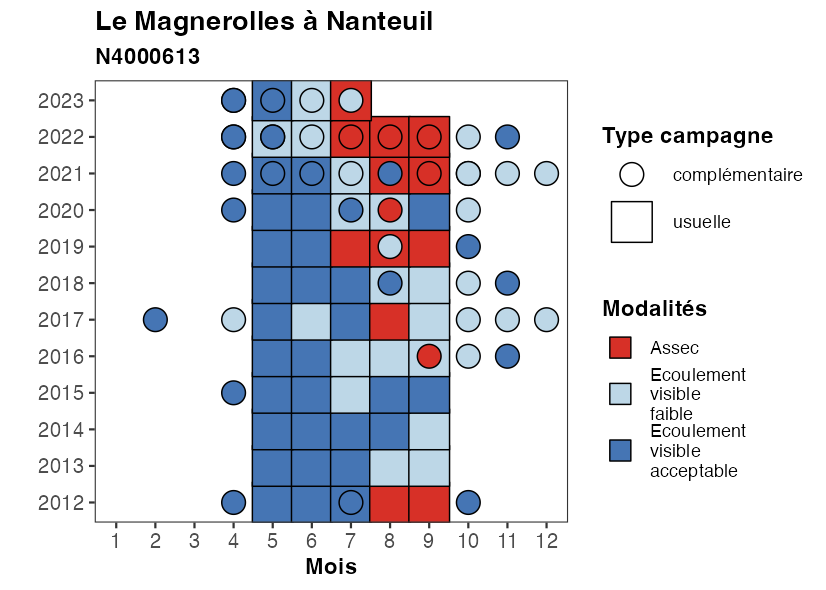 Le Magnerolles à Nanteuil
N4000613
2023
2022
2021
2020
2019
2018
2017
2016
2015
2014
2013
2012
1 2 3 4 5 6 7 8 9 10 11 12
Mois
Type campagne
complémentaire
usuelle
Modalités
Assec
Ecoulement
visible
faible
Ecoulement
visible
acceptable